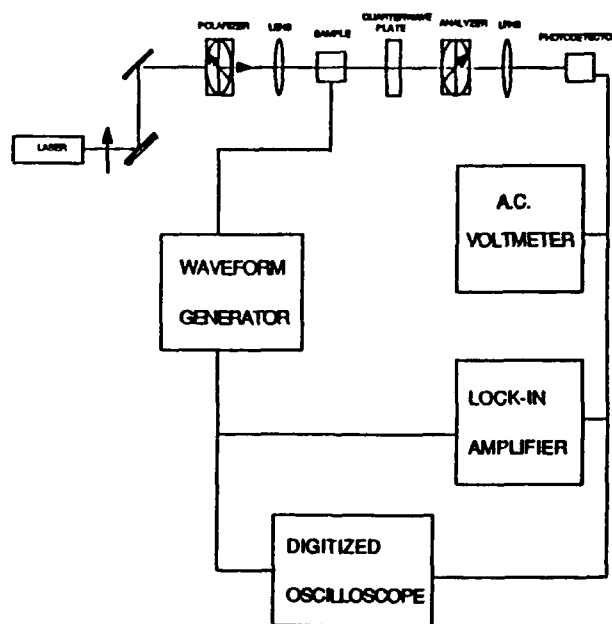 POLARIZER
LENS
SAMPLE
QUARTERWAVE
PLATE
ANALYZER
LENS
PHOTODETECTOR
LASER
A.C.
VOLTMETER
WAVEFORM
GENERATOR
LOCK-IN
AMPLIFIER
DIGITIZED
OSCILLOSCOPE